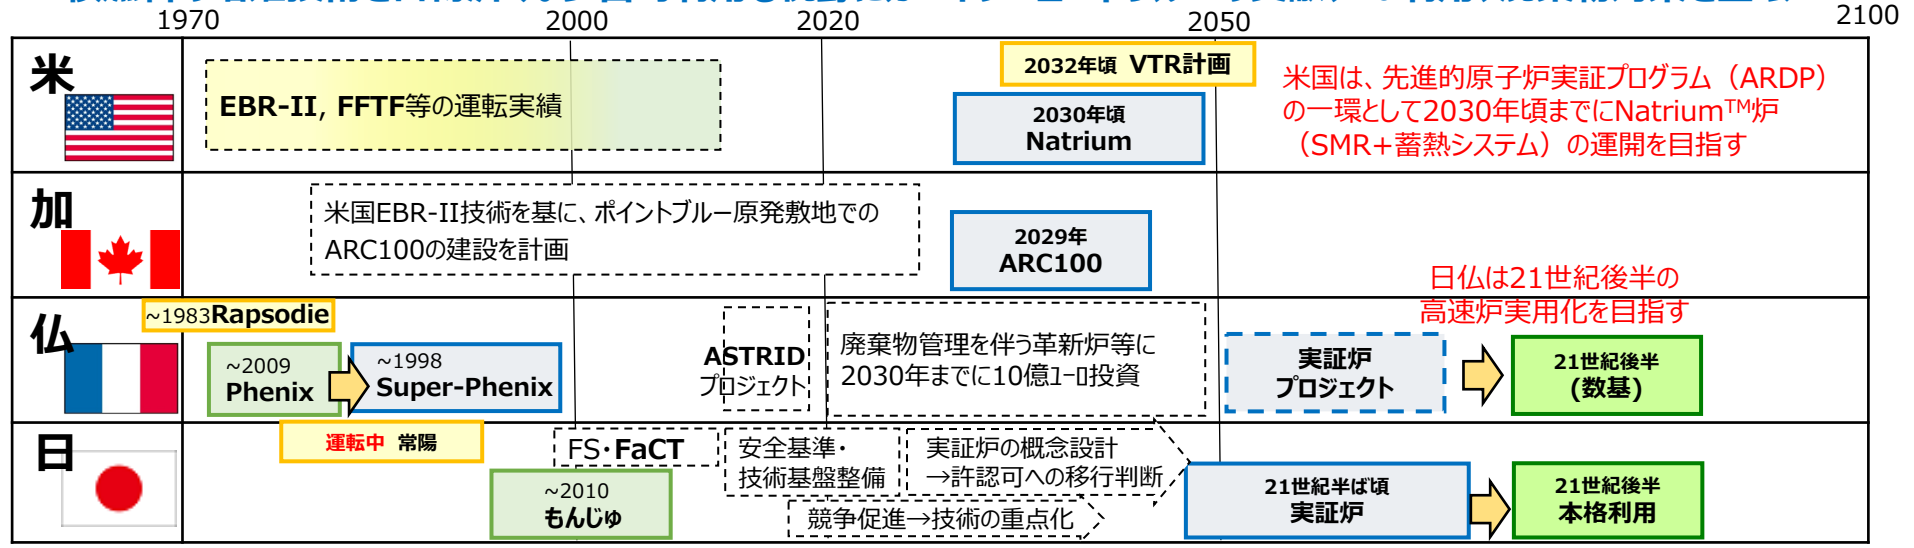 1970
2000
2020
2050
2100
米
EBR-II, FFTF等の運転実績
2032年頃 VTR計画
2030年頃
Natrium
米国は、先進的原子炉実証プログラム（ARDP）
の一環として2030年頃までにNatrium™炉
（SMR+蓄熱システム）の運開を目指す
加
米国EBR-II技術を基に、ポイントブルー原発敷地での
ARC100の建設を計画
2029年
ARC100
日仏は21世紀後半の
高速炉実用化を目指す
仏
~1983Rapsodie
~2009
Phenix
~1998
Super-Phenix
ASTRID
プロジェクト
廃棄物管理を伴う革新炉等に
2030年までに10億ﾕｰﾛ投資
実証炉
プロジェクト
21世紀後半
(数基)
日
運転中 常陽
FS・FaCT
~2010
もんじゅ
安全基準・
技術基盤整備
実証炉の概念設計
→許認可への移行判断
競争促進→技術の重点化
21世紀半ば頃
実証炉
21世紀後半
本格利用